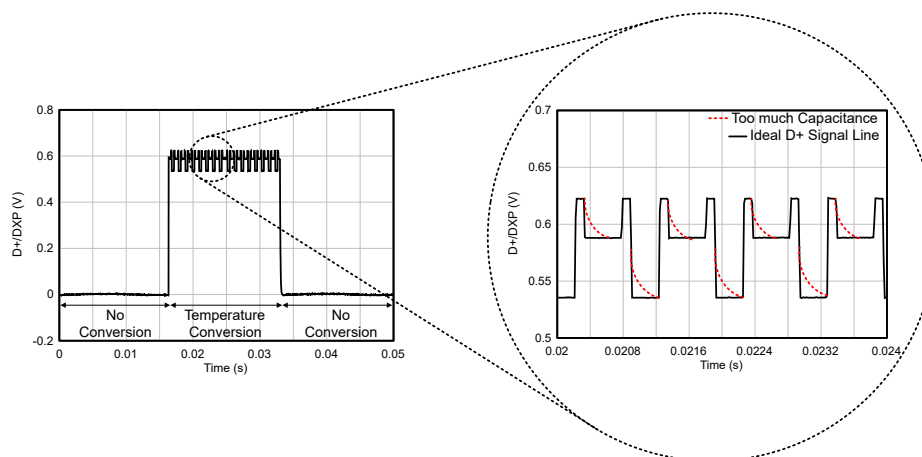 0.8
0.6
0.4
0.2
0
-0.2
D+/DXP (V)
No
Conversion
Temperature
Conversion
No
Conversion
0
0.01
0.02
0.03
0.04
0.05
Time (s)
0.7
0.65
0.6
0.55
0.5
D+/DXP (V)
Too much Capacitance
Ideal D+ Signal Line
0.02
0.0208
0.0216
0.0224
0.0232
0.024
Time (s)